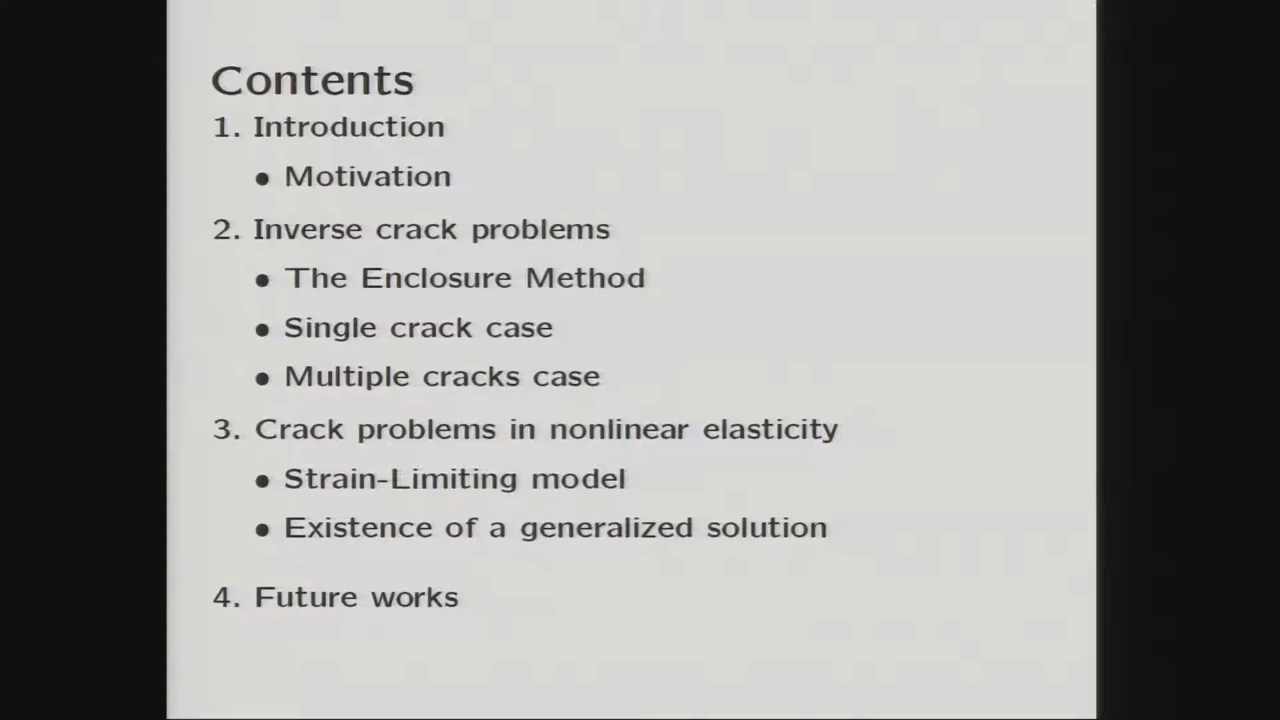 Contents
1. Introduction
• Motivation
2. Inverse crack problems
• The Enclosure Method
• Single crack case
• Multiple cracks case
3. Crack problems in nonlinear elasticity
• Strain-Limiting model
• Existence of a generalized solution
4. Future works